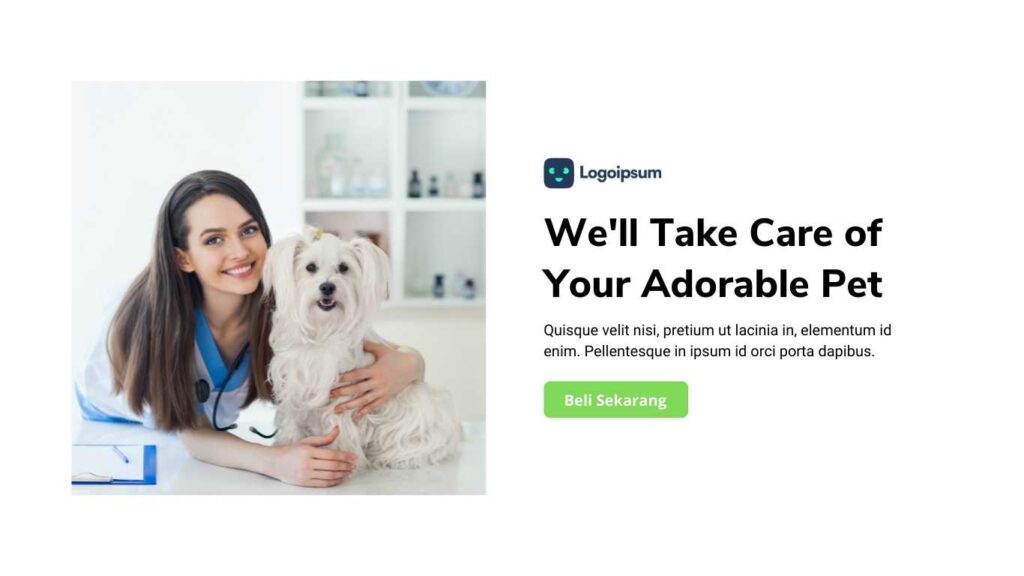 Logoipsum
We'll Take Care of
Your Adorable Pet
Quisque velit nisi, pretium ut lacinia in, elementum id
enim. Pellentesque in ipsum id orci porta dapibus.
Beli Sekarang